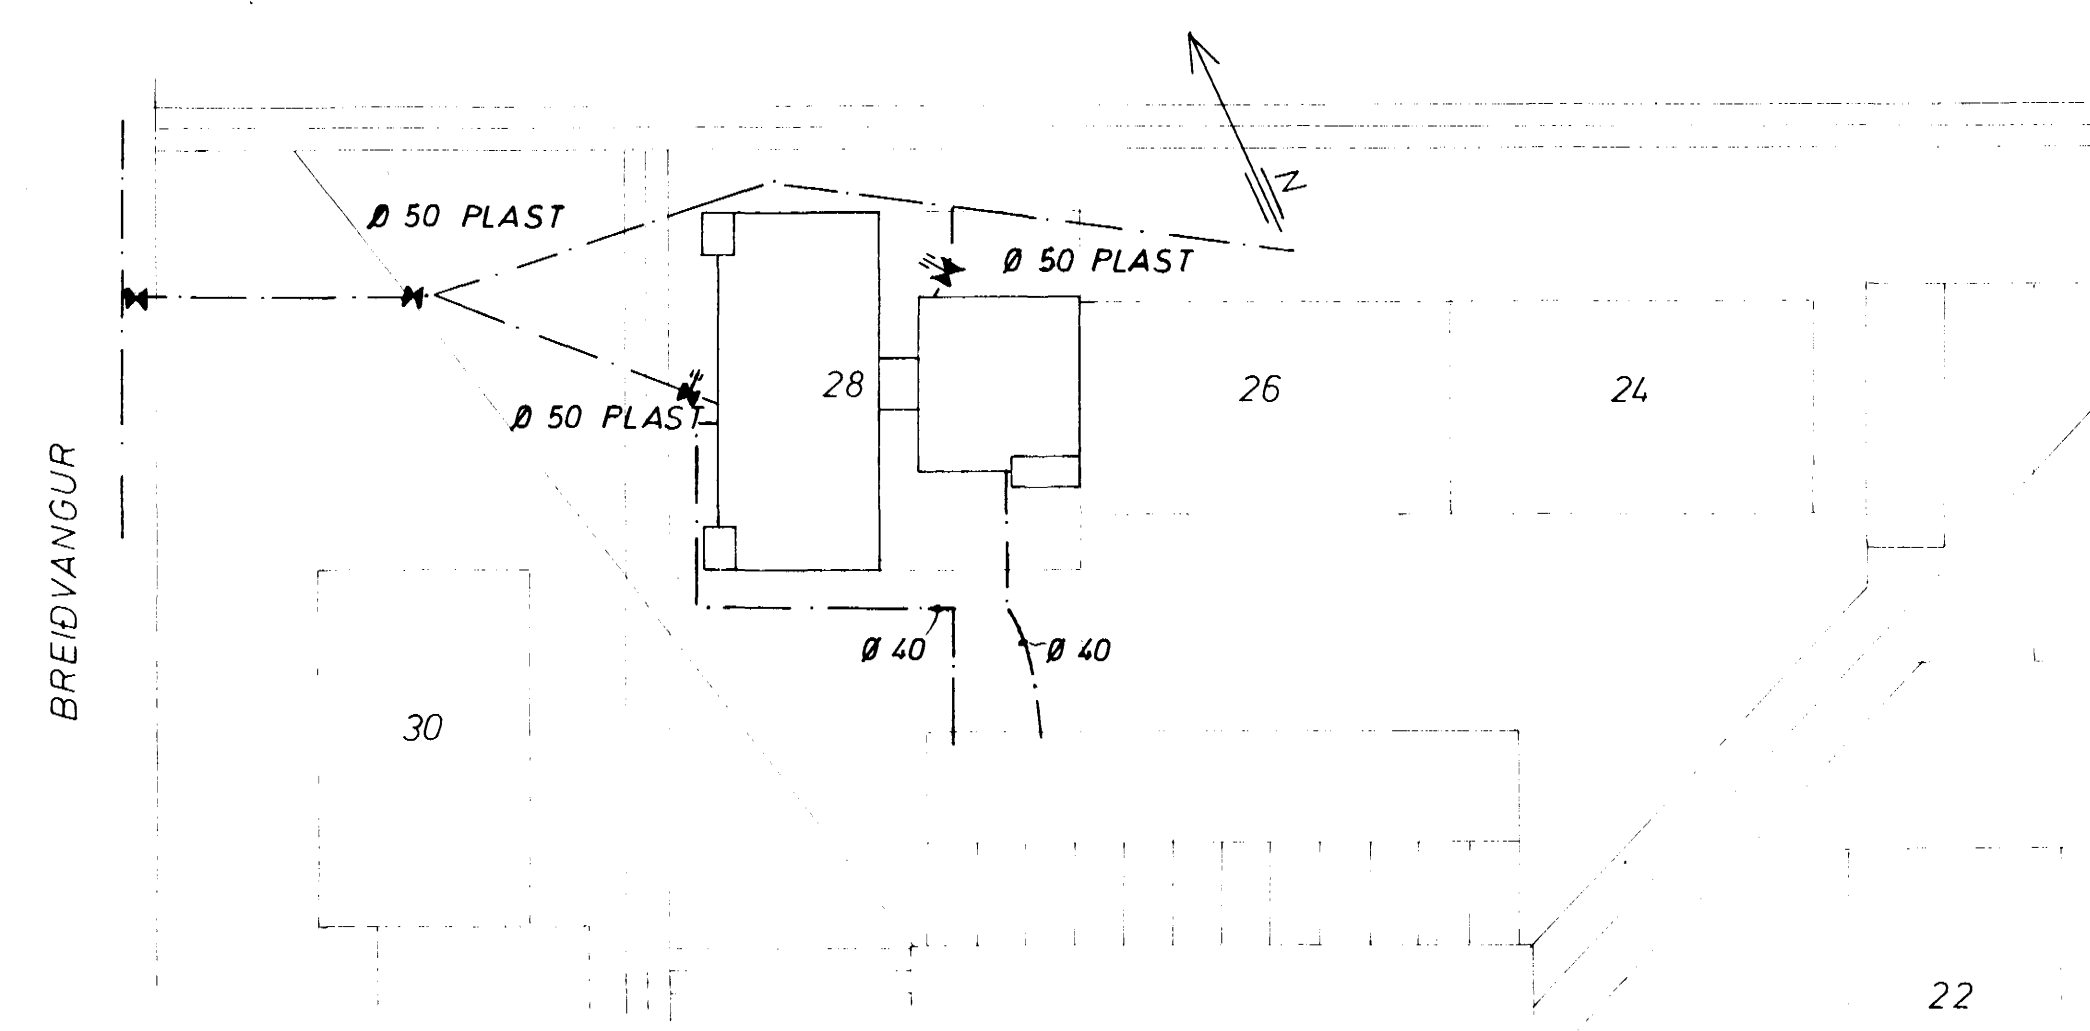 N
Ø 50 PLAST
Ø 50 PLAST
28
26
24
Ø 50 PLAST
BREIÐVANGUR
Ø 40
Ø 40
30
22